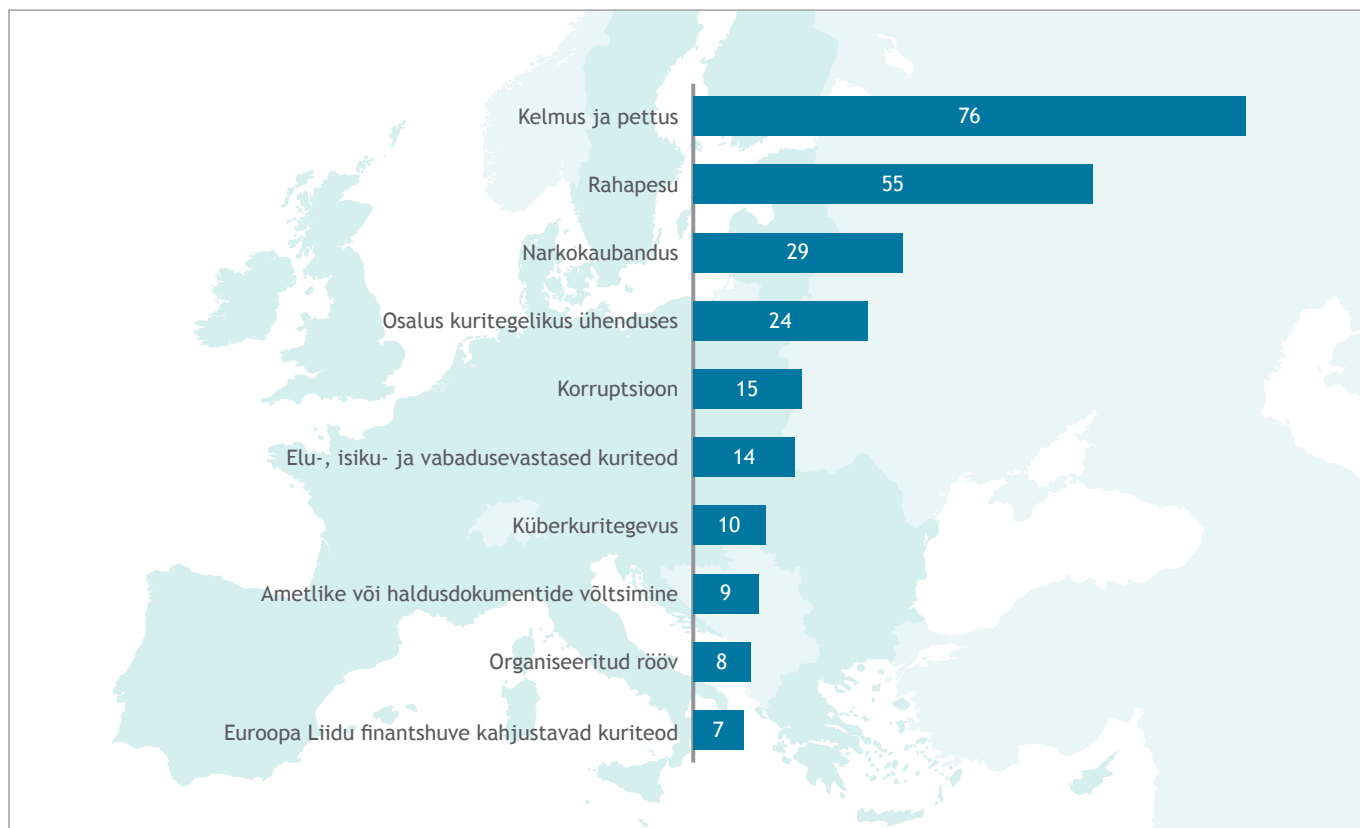 Kelmus ja pettus 76
Rahapesu 55
Narkokaubandus 29
Osalus kuritegelikus ühenduses 24
Korruptsioon 15
Elu-, isiku- ja vabadusevastased kuriteod 14
Küberkuritegevus 10
Ametlike või haldusdokumentide võltsimine 9
Organiseeritud rööv 8
Euroopa Liidu finantshuve kahjustavad kuriteod 7